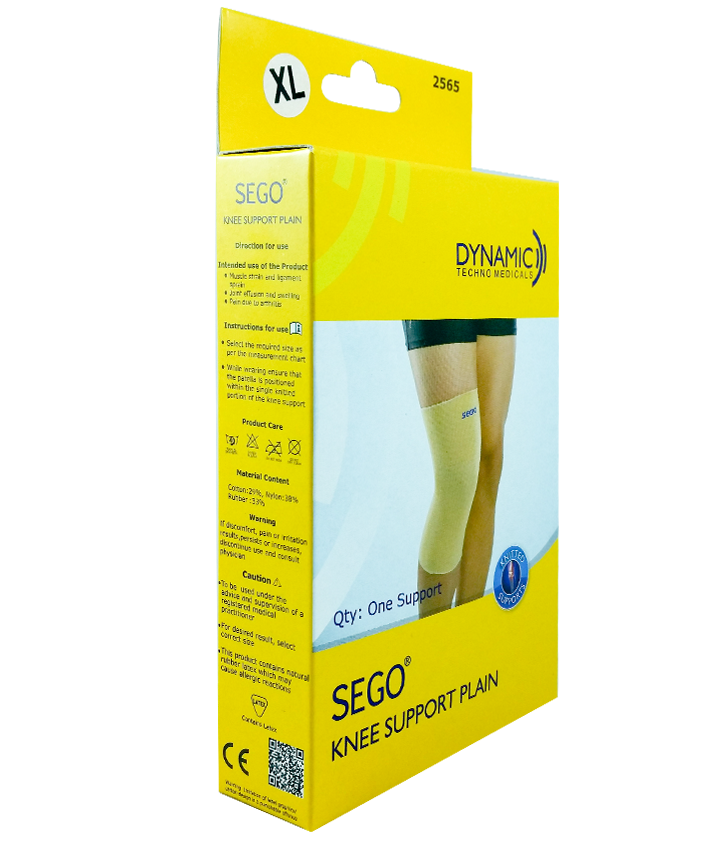 XL
2565
SEGO®
KNEE SUPPORT PLAIN
Direction for use
Intended use of the Product
• Muscle strain and ligament
sprain
• Joint effusion and swelling
• Pain due to arthritis
Instructions for use
• Select the required size as
per the measurement chart
• While wearing ensure that
the patella is positioned
within the single knitted
portion of the knee support
Product Care
Material Content
Cotton:29%, Nylon:38%
Rubber:33%
Warning
If discomfort, pain or irritation
results,persists or increases,
discontinue use and consult
physician
Caution
•To be used under the
advice and supervision of a
registered medical
practitioner
•For desired result, select
correct size
•This product contains natural
rubber latex which may
cause allergic reactions
LATEX
Contains Latex
CE
DYNAMIC
TECHNO MEDICALS
SEGO
KNITTED
SUPPORTS
Qty: One Support
SEGO®
KNEE SUPPORT PLAIN